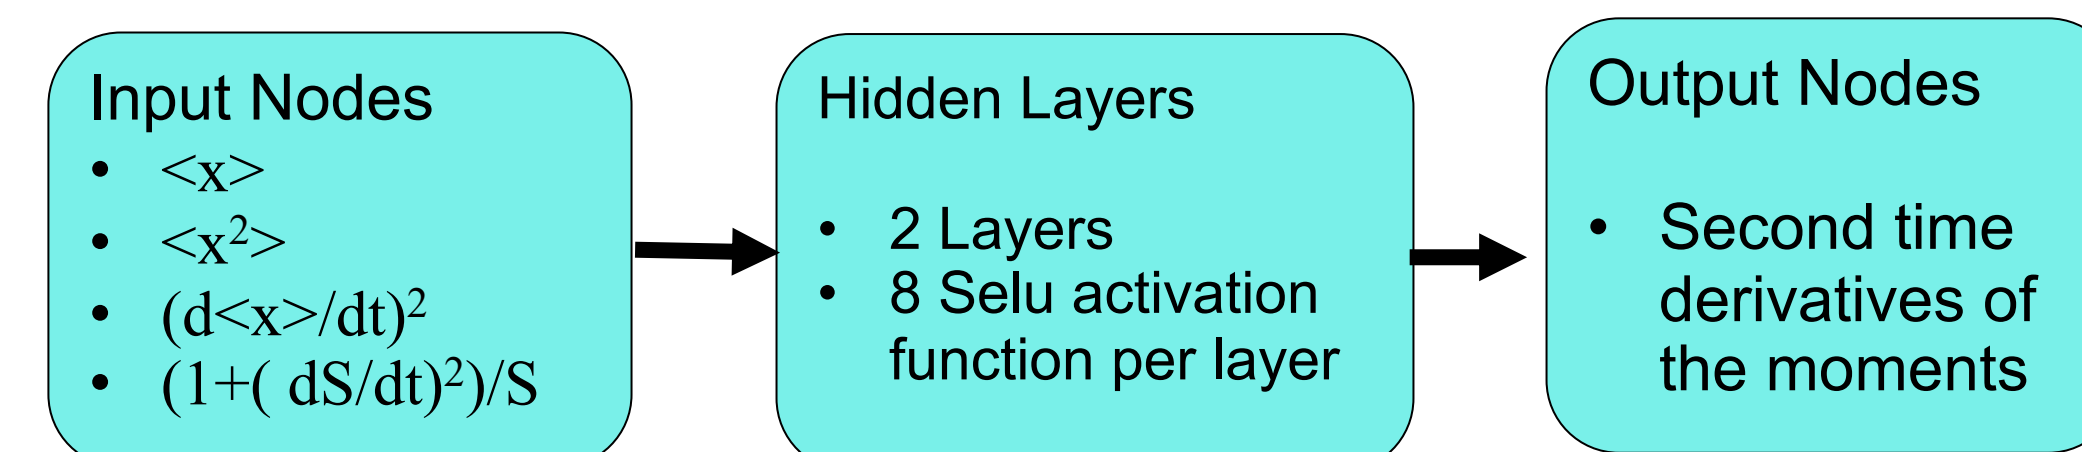 Input Nodes
• <x>
• <x²>
• (d<x>/dt)²
• (1+( dS/dt)²)/S
Hidden Layers
• 2 Layers
• 8 Selu activation
function per layer
Output Nodes
• Second time
derivatives of
the moments